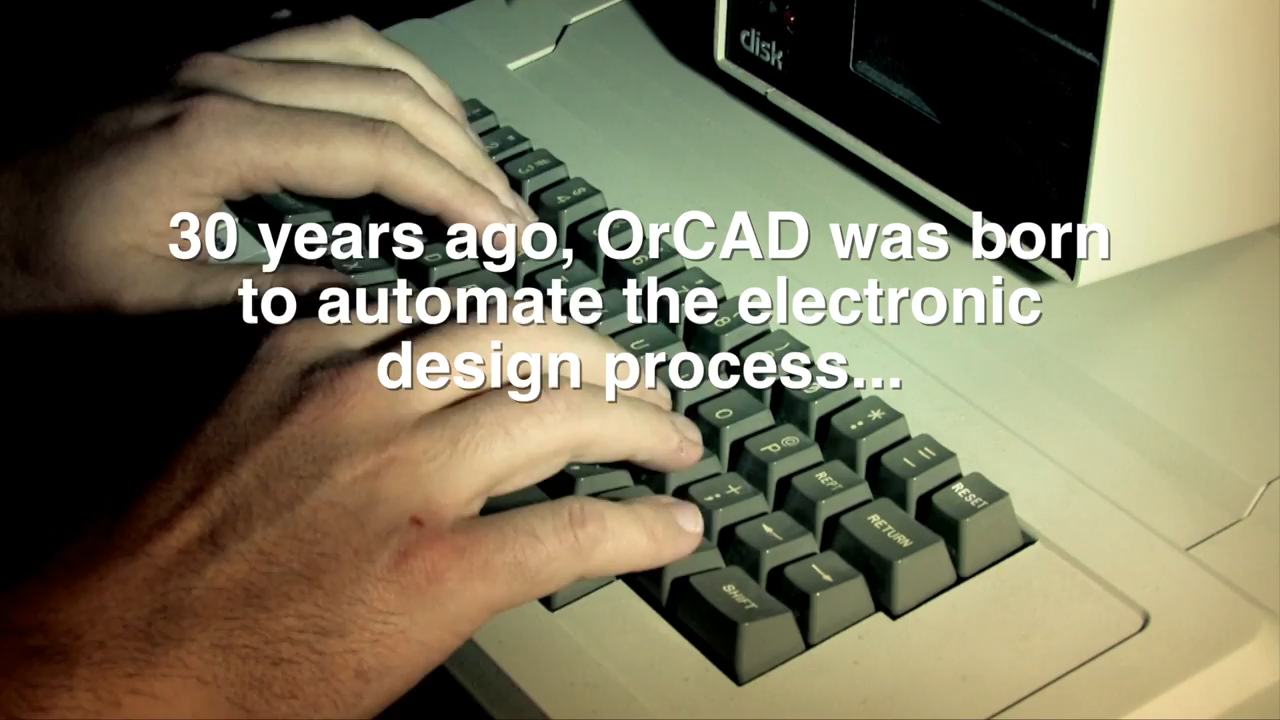 disk
30 years ago, OrCAD was born
to automate the electronic
design process...
: *
- =
RESET
O
P @
REPT
RETURN
; +
←
→
SHIFT